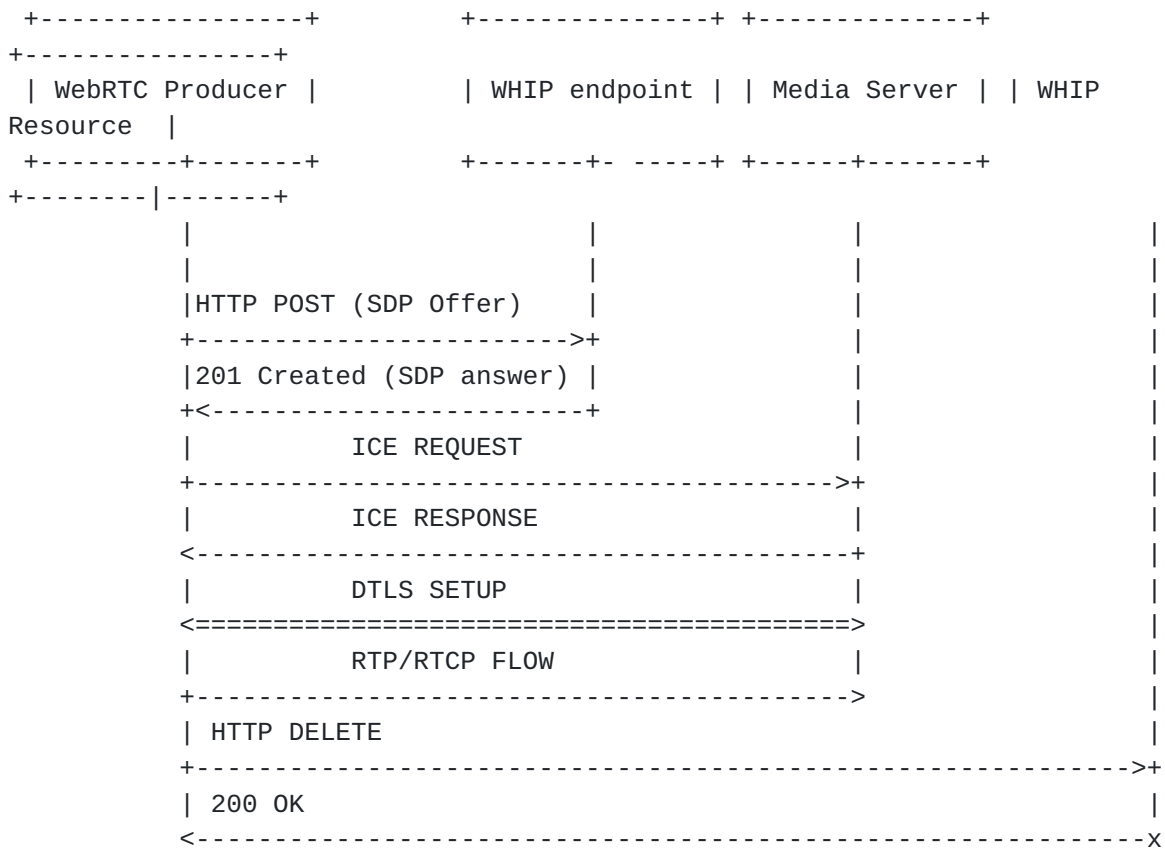 +-----------------+         +---------------+ +--------------+
+----------------+
| WebRTC Producer |         | WHIP endpoint | | Media Server | | WHIP
Resource  |
+---------+-------+         +-------+- -----+ +------+-------+
+--------|-------+
|                         |                |                  |
|                         |                |                  |
|HTTP POST (SDP Offer)    |                |                  |
+------------------------>+                |                  |
|201 Created (SDP answer) |                |                  |
+<------------------------+                |                  |
|          ICE REQUEST                     |                  |
+----------------------------------------->+                  |
|          ICE RESPONSE                    |                  |
<------------------------------------------+                  |
|          DTLS SETUP                      |                  |
<==========================================>                  |
|          RTP/RTCP FLOW                   |                  |
+------------------------------------------>                  |
| HTTP DELETE                                                 |
+------------------------------------------------------------>+
| 200 OK                                                      |
<-------------------------------------------------------------x